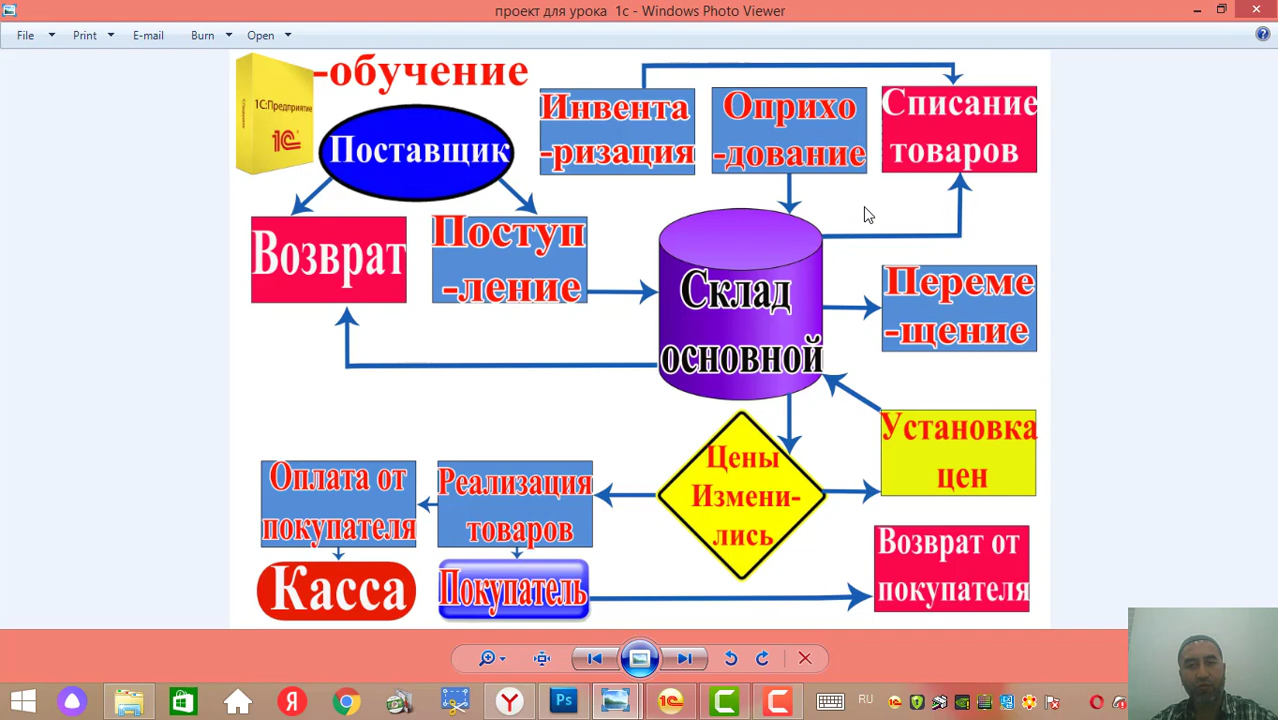 проект для урока 1с - Windows Photo Viewer
File Print E-mail Burn Open
-обучение
1С:Предприятие
1С
Поставщик
Инвента
-ризация
Оприхо
-дование
Списание
товаров
Возврат
Поступ
-ление
Склад
основной
Переме
-щение
Установка
цен
Цены
Измени-
лись
Оплата от
покупателя
Реализация
товаров
Возврат от
покупателя
Касса
Покупатель
RU